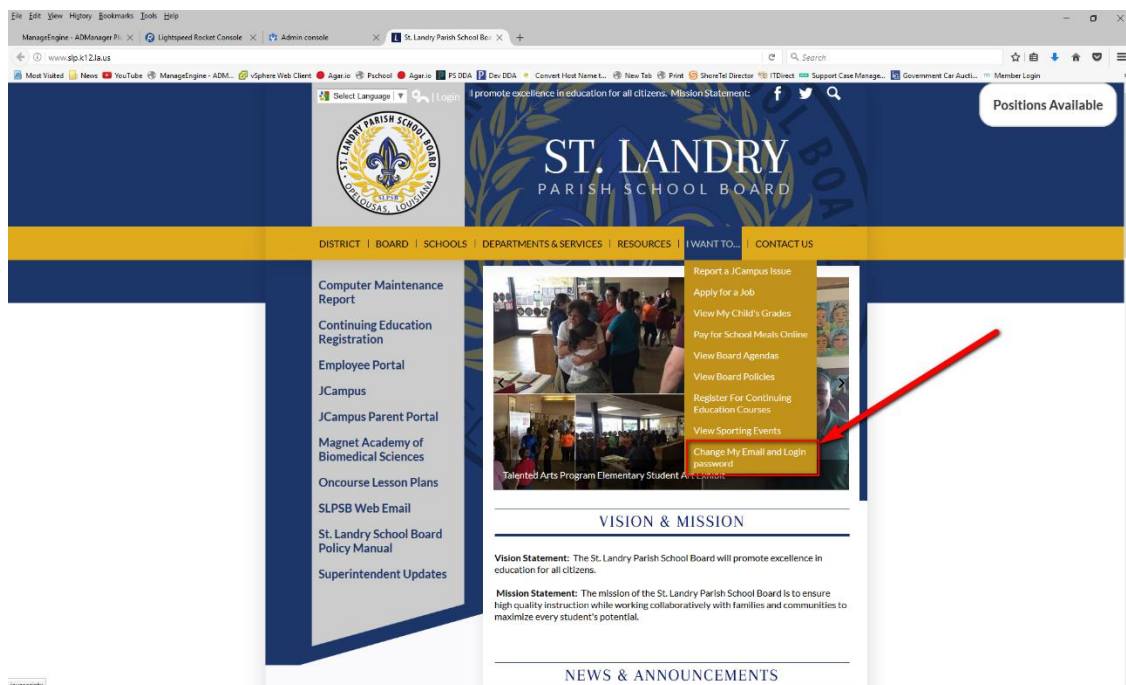 File Edit View History Bookmarks Tools Help
ManageEngine - ADManager Pl Lightspeed Rocket Console Admin console St. Landry Parish School Boa
www.slp.k12.la.us Search
Most Visited News YouTube ManageEngine - ADM... vSphere Web Client Agar.io Pschool Agar.io PS DDA Dev DDA Convert Host Name t... New Tab Print ShoreTel Director ITDirect Support Case Manage... Government Car Aucti... Member Login
Select Language ▼ | Login l promote excellence in education for all citizens. Mission Statement:
Positions Available
ST. LANDRY PARISH SCHOOL BOARD
SLPSB
OPELOUSAS, LOUISIANA
ST. LANDRY
PARISH SCHOOL BOARD
DISTRICT | BOARD | SCHOOLS | DEPARTMENTS & SERVICES | RESOURCES | I WANT TO... | CONTACT US
Report a JCampus Issue
Apply for a Job
View My Child's Grades
Pay for School Meals Online
View Board Agendas
View Board Policies
Register For Continuing
Education Courses
View Sporting Events
Change My Email and Login
password
Computer Maintenance
Report
Continuing Education
Registration
Employee Portal
JCampus
JCampus Parent Portal
Magnet Academy of
Biomedical Sciences
Oncourse Lesson Plans
SLPSB Web Email
St. Landry School Board
Policy Manual
Superintendent Updates
Talented Arts Program Elementary Student Art Exhibit
VISION & MISSION
Vision Statement: The St. Landry Parish School Board will promote excellence in
education for all citizens.
Mission Statement: The mission of the St. Landry Parish School Board is to ensure
high quality instruction while working collaboratively with families and communities to
maximize every student's potential.
NEWS & ANNOUNCEMENTS